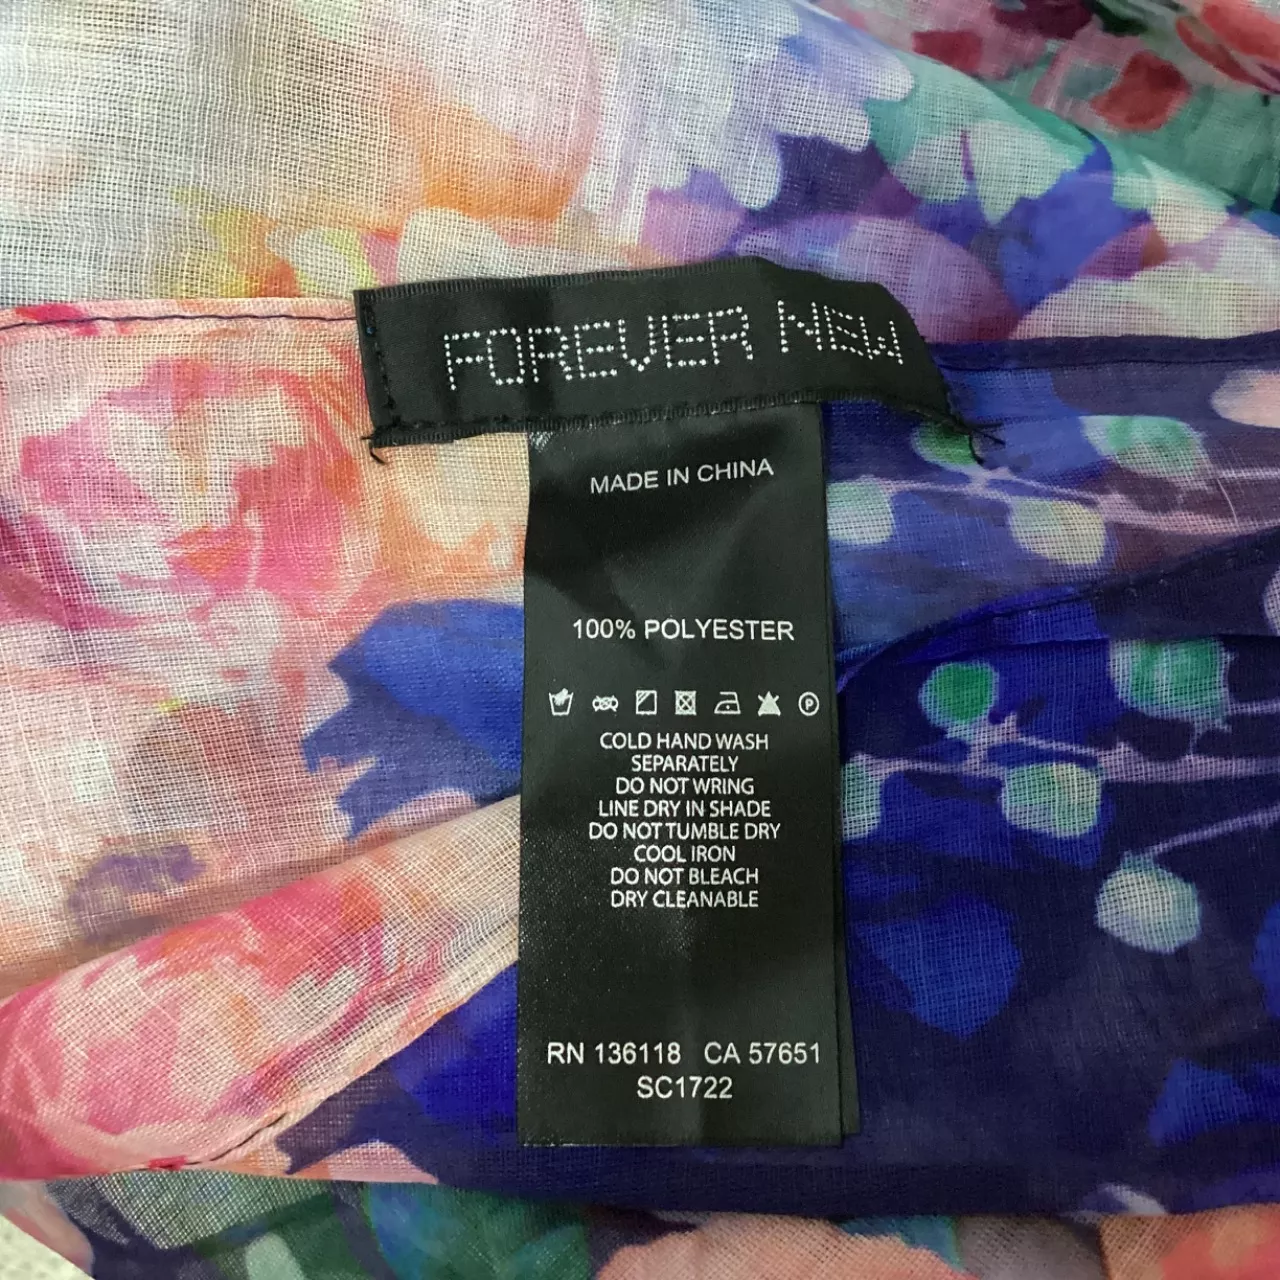 FOREVER NEW
MADE IN CHINA
100% POLYESTER
P
COLD HAND WASH
SEPARATELY
DO NOT WRING
LINE DRY IN SHADE
DO NOT TUMBLE DRY
COOL IRON
DO NOT BLEACH
DRY CLEANABLE
RN 136118 CA 57651
SC1722